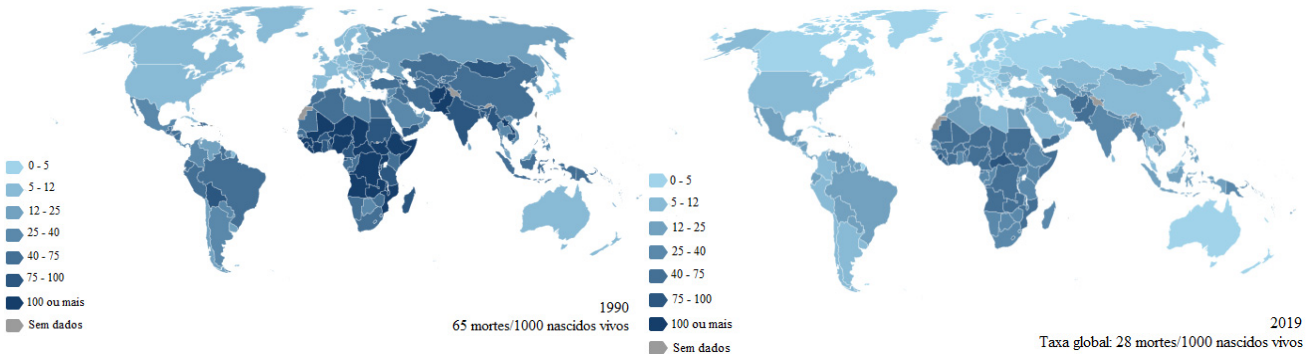 0 - 5
5 - 12
12 - 25
25 - 40
40 - 75
75 - 100
100 ou mais
Sem dados
1990
65 mortes/1000 nascidos vivos
0 - 5
5 - 12
12 - 25
25 - 40
40 - 75
75 - 100
100 ou mais
Sem dados
2019
Taxa global: 28 mortes/1000 nascidos vivos